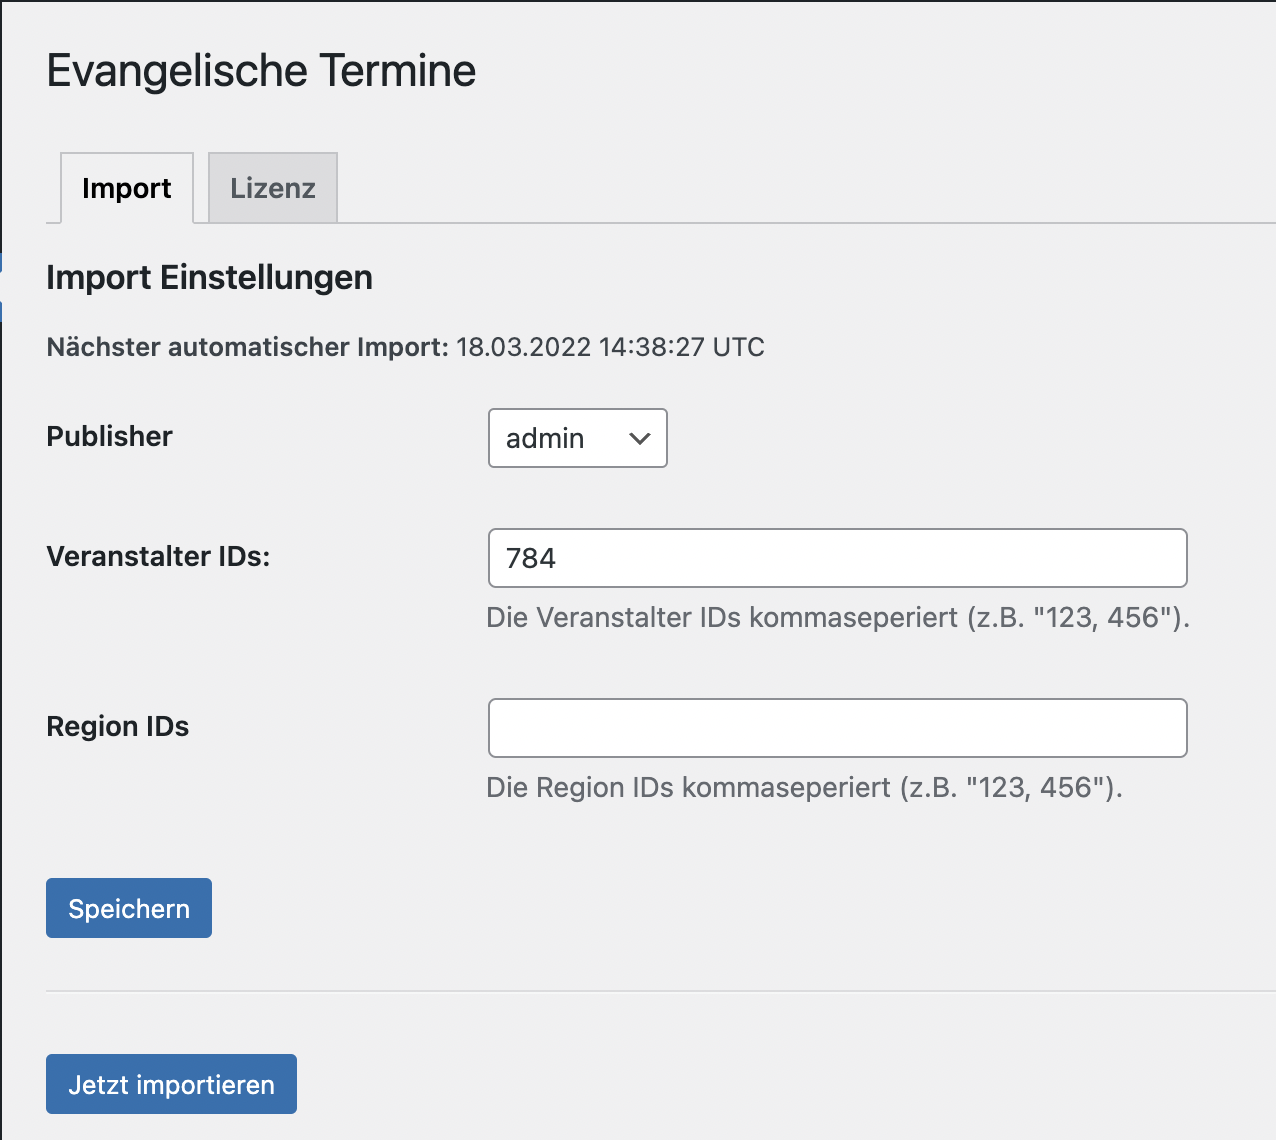 Evangelische Termine
Import
Lizenz
Import Einstellungen
Nächster automatischer Import: 18.03.2022 14:38:27 UTC
Publisher
admin
Veranstalter IDs:
784
Die Veranstalter IDs kommaseperiert (z.B. "123, 456").
Region IDs
Die Region IDs kommaseperiert (z.B. "123, 456").
Speichern
Jetzt importieren